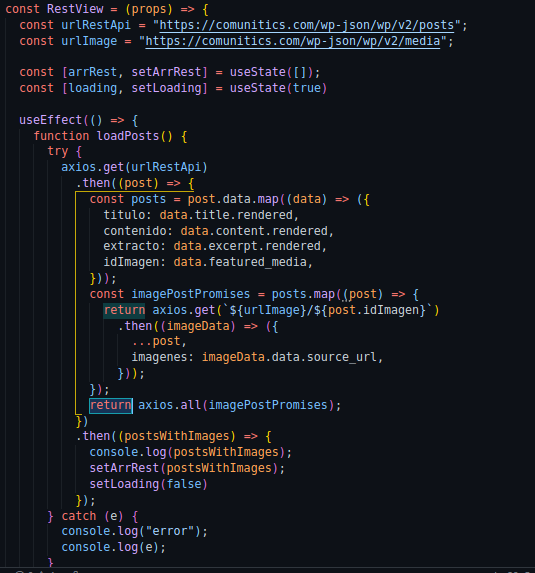 const RestView = (props) => {
  const urlRestApi = "https://comunitics.com/wp-json/wp/v2/posts";
  const urlImage = "https://comunitics.com/wp-json/wp/v2/media";

  const [arrRest, setArrRest] = useState([]);
  const [loading, setLoading] = useState(true)

  useEffect(() => {
    function loadPosts() {
      try {
        axios.get(urlRestApi)
          .then((post) => {
            const posts = post.data.map((data) => ({
              titulo: data.title.rendered,
              contenido: data.content.rendered,
              extracto: data.excerpt.rendered,
              idImagen: data.featured_media,
            }));
            const imagePostPromises = posts.map((post) => {
              return axios.get(`${urlImage}/${post.idImagen}`)
                .then((imageData) => ({
                  ...post,
                  imagenes: imageData.data.source_url,
                }));
            });
            return axios.all(imagePostPromises);
          })
          .then((postsWithImages) => {
            console.log(postsWithImages);
            setArrRest(postsWithImages);
            setLoading(false)
          });
      } catch (e) {
        console.log("error");
        console.log(e);
      }